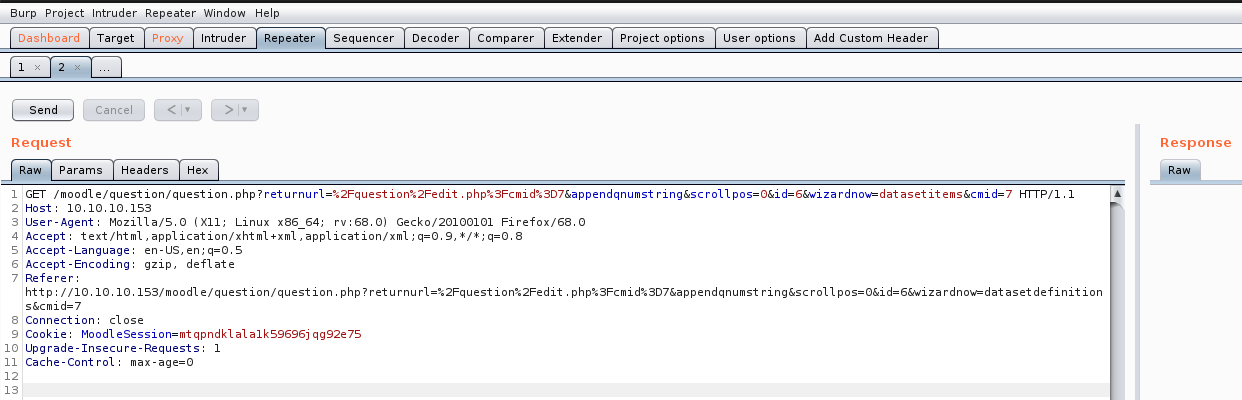 Burp Project Intruder Repeater Window Help
Dashboard Target Proxy Intruder Repeater Sequencer Decoder Comparer Extender Project options User options Add Custom Header
1 × 2 × ...
Send Cancel < ▾ > ▾
Request Response
Raw Params Headers Hex Raw
1 GET /moodle/question/question.php?returnurl=%2Fquestion%2Fedit.php%3Fcmid%3D7&appendqnumstring&scrollpos=0&id=6&wizardnow=datasetitems&cmid=7 HTTP/1.1
2 Host: 10.10.10.153
3 User-Agent: Mozilla/5.0 (X11; Linux x86_64; rv:68.0) Gecko/20100101 Firefox/68.0
4 Accept: text/html,application/xhtml+xml,application/xml;q=0.9,*/*;q=0.8
5 Accept-Language: en-US,en;q=0.5
6 Accept-Encoding: gzip, deflate
7 Referer:
http://10.10.10.153/moodle/question/question.php?returnurl=%2Fquestion%2Fedit.php%3Fcmid%3D7&appendqnumstring&scrollpos=0&id=6&wizardnow=datasetdefinition
s&cmid=7
8 Connection: close
9 Cookie: MoodleSession=mtqpndklala1k59696jqg92e75
10 Upgrade-Insecure-Requests: 1
11 Cache-Control: max-age=0
12
13